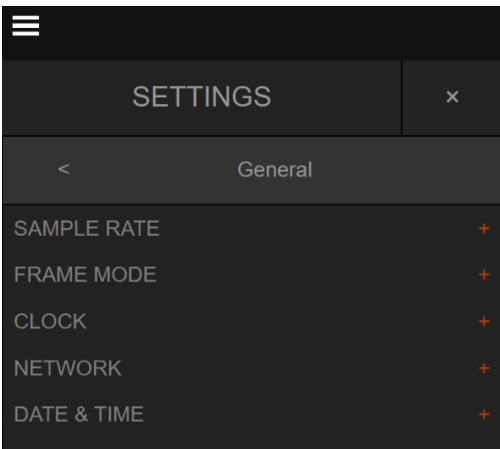 SETTINGS ×
< General
SAMPLE RATE +
FRAME MODE +
CLOCK +
NETWORK +
DATE & TIME +